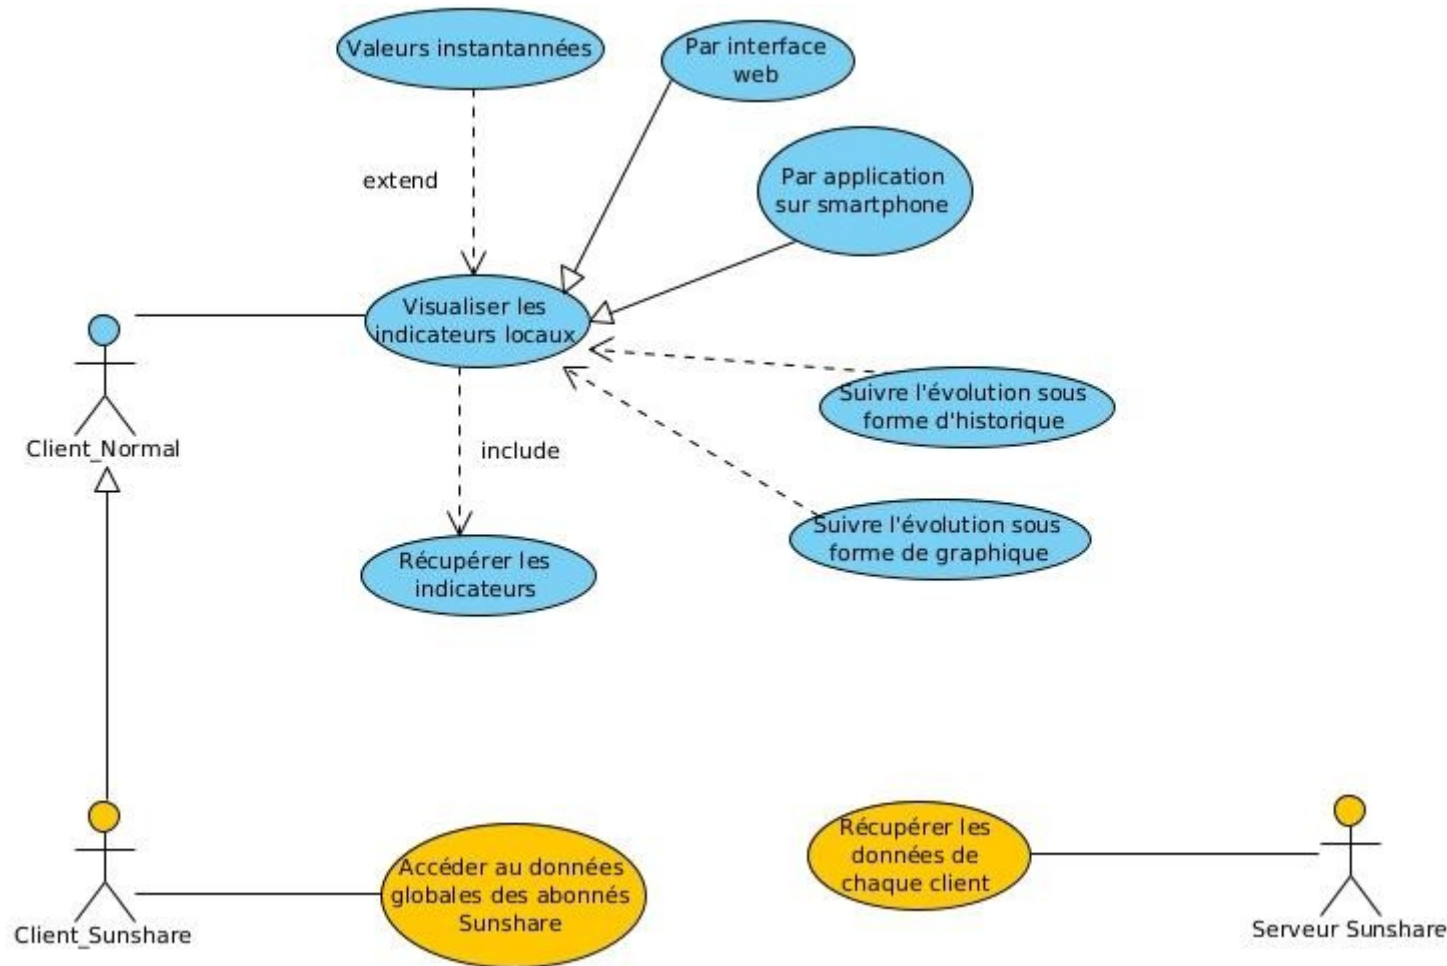 Valeurs instantannées
Par interface
web
Par application
sur smartphone
extend
Visualiser les
indicateurs locaux
Client_Normal
Suivre l'évolution sous
forme d'historique
include
Suivre l'évolution sous
forme de graphique
Récupérer les
indicateurs
Accéder au données
globales des abonnés
Sunshare
Client_Sunshare
Récupérer les
données de
chaque client
Serveur Sunshare